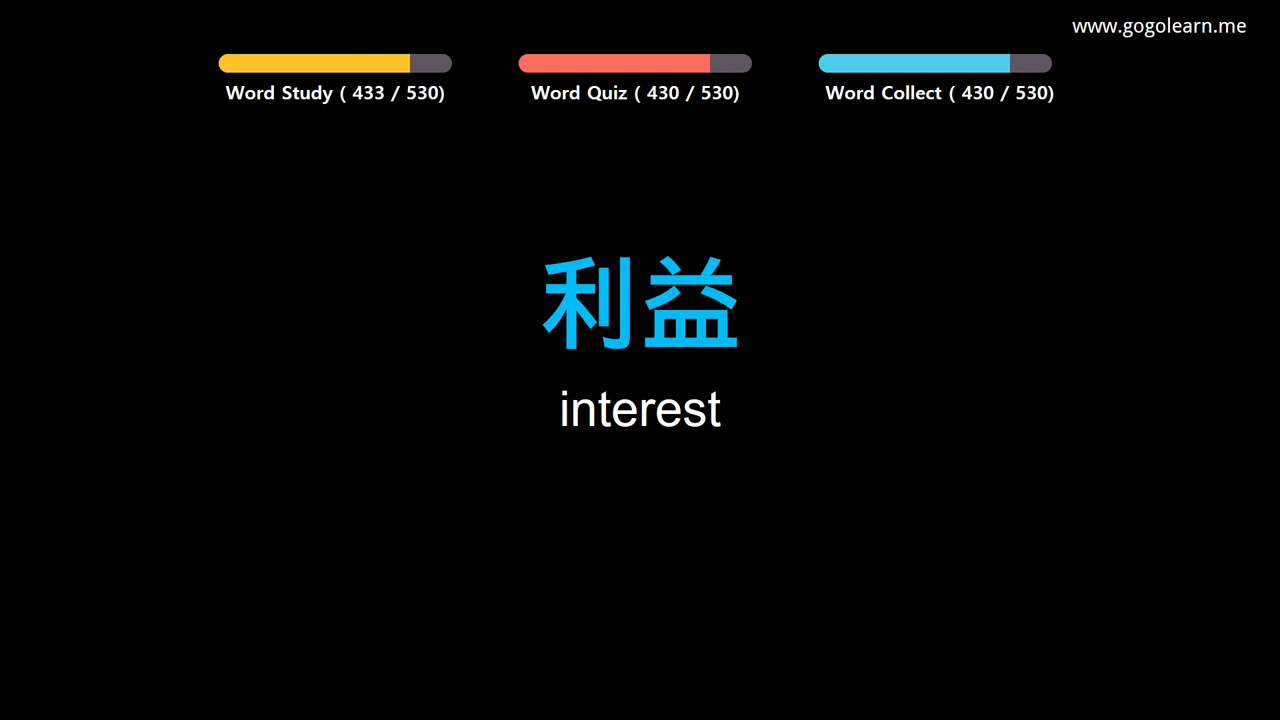 www.gogolearn.me
Word Study ( 433 / 530)
Word Quiz ( 430 / 530)
Word Collect ( 430 / 530)
利益
interest